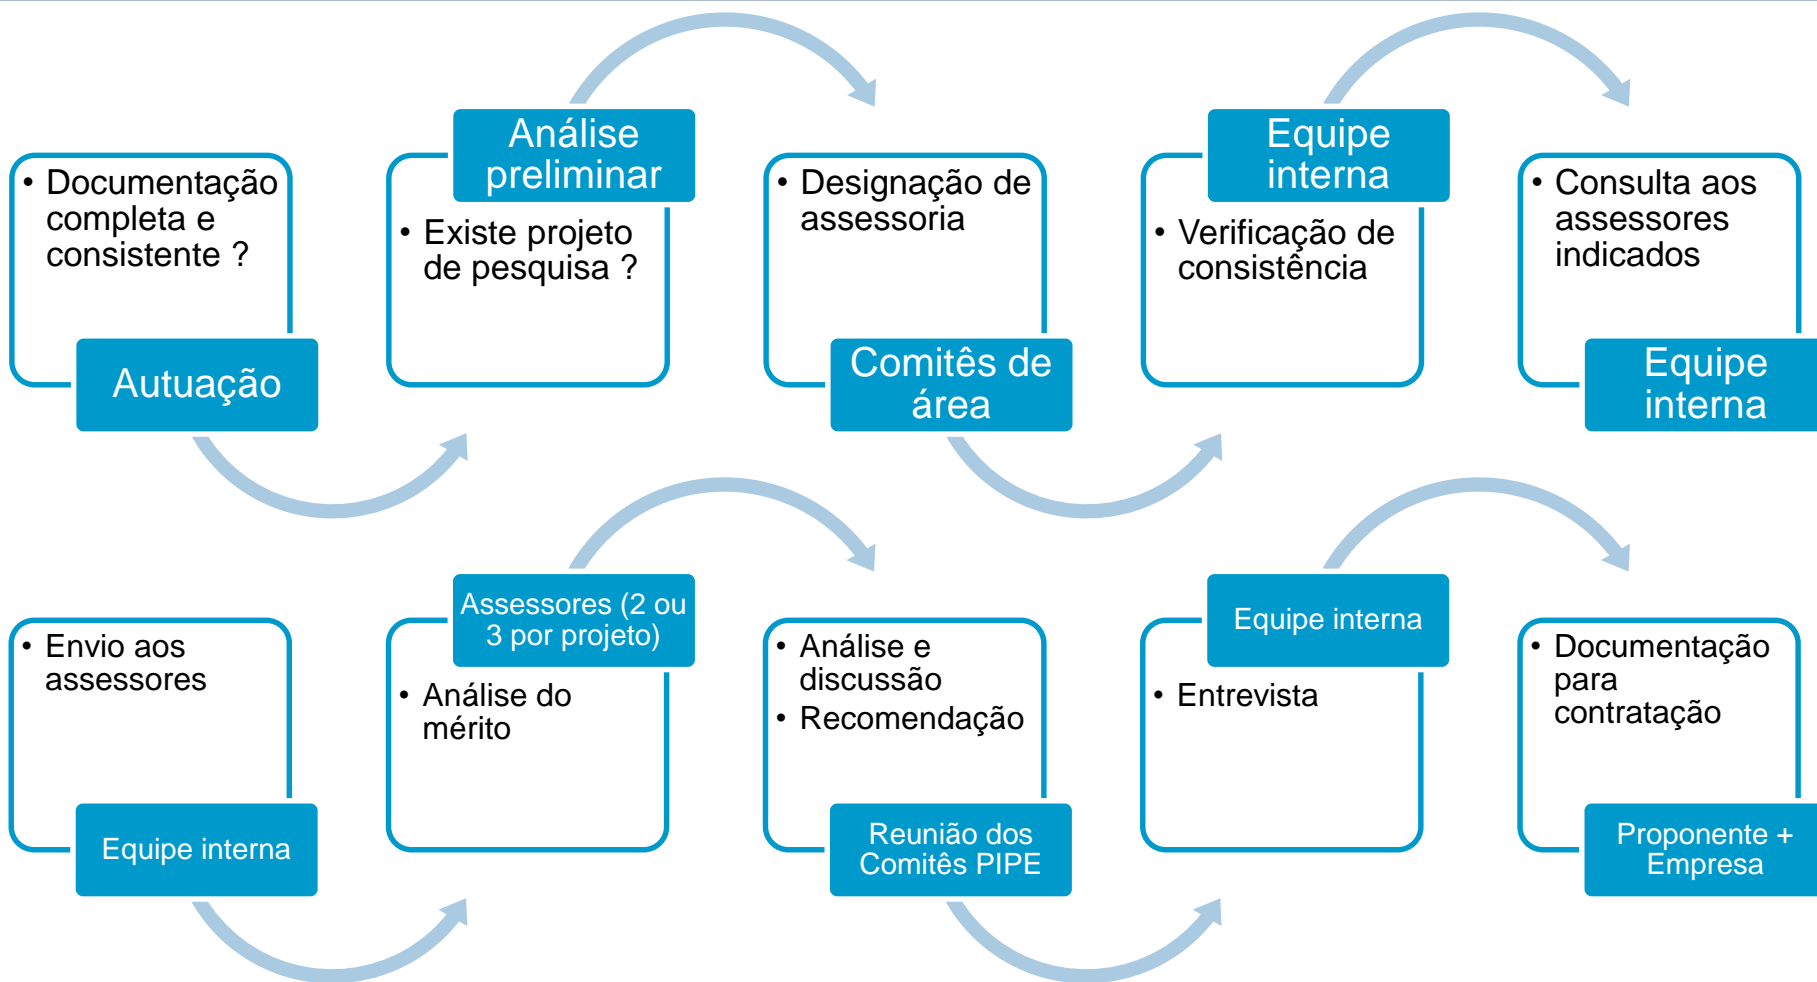 • Documentação
completa e
consistente ?
Autuação
Análise
preliminar
• Existe projeto
de pesquisa ?
• Designação de
assessoria
Comitês de
área
Equipe
interna
• Verificação de
consistência
• Consulta aos
assessores
indicados
Equipe
interna
• Envio aos
assessores
Equipe interna
Assessores (2 ou
3 por projeto)
• Análise do
mérito
• Análise e
discussão
• Recomendação
Reunião dos
Comitês PIPE
Equipe interna
• Entrevista
• Documentação
para
contratação
Proponente +
Empresa